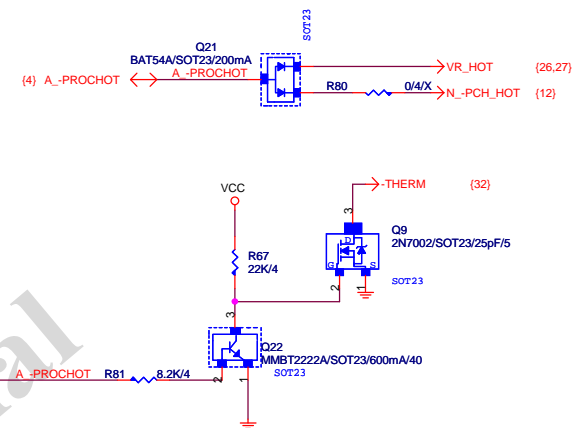 SOT23
Q21
BAT54A/SOT23/200mA
{4} A_-PROCHOT
A_-PROCHOT
VR_HOT {26,27}
R80 0/4/X
N_-PCH_HOT {12}
-THERM {32}
VCC
3
Q9
2N7002/SOT23/25pF/5
D
G S
SOT23
R67
22K/4
2 1
3
Q22
MMBT2222A/SOT23/600mA/40
SOT23
A_-PROCHOT R81 8.2K/4
2 1